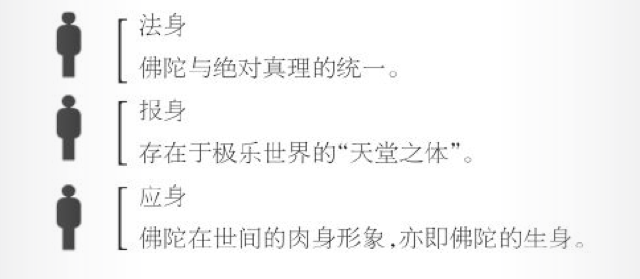 法身
佛陀与绝对真理的统一。
报身
存在于极乐世界的“天堂之体”。
应身
佛陀在世间的肉身形象,亦即佛陀的生身。